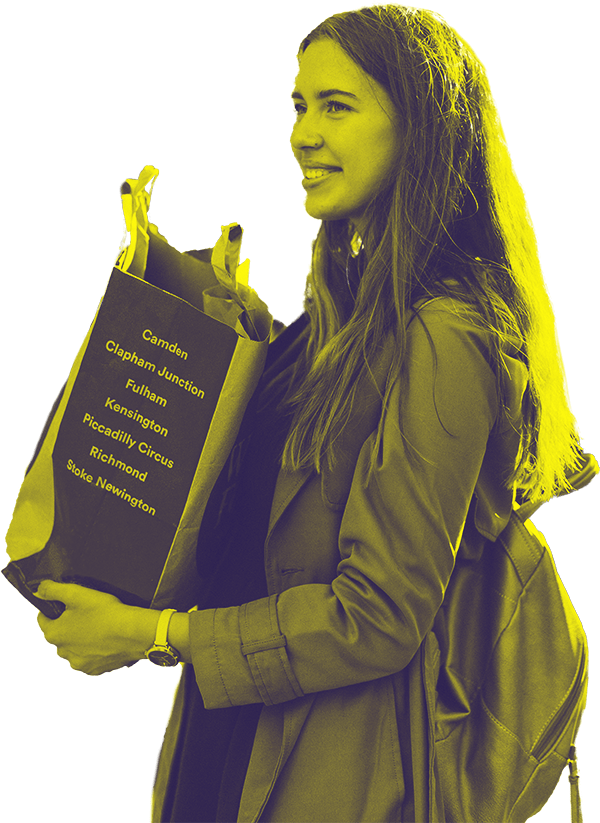 Camden
Clapham Junction
Fulham
Kensington
Piccadilly Circus
Richmond
Stoke Newington